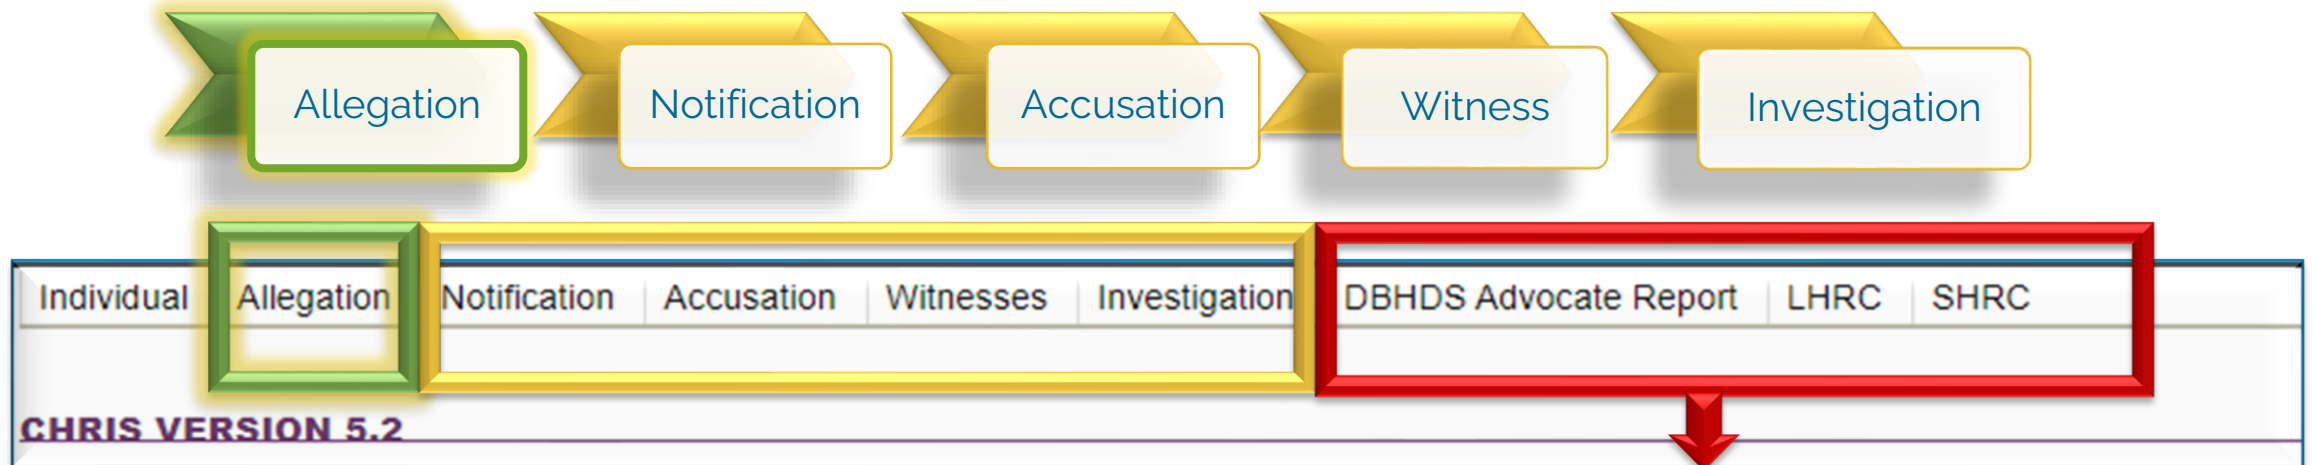 Allegation Notification Accusation Witness Investigation
Individual Allegation Notification Accusation Witnesses Investigation DBHDS Advocate Report LHRC SHRC
CHRIS VERSION 5.2